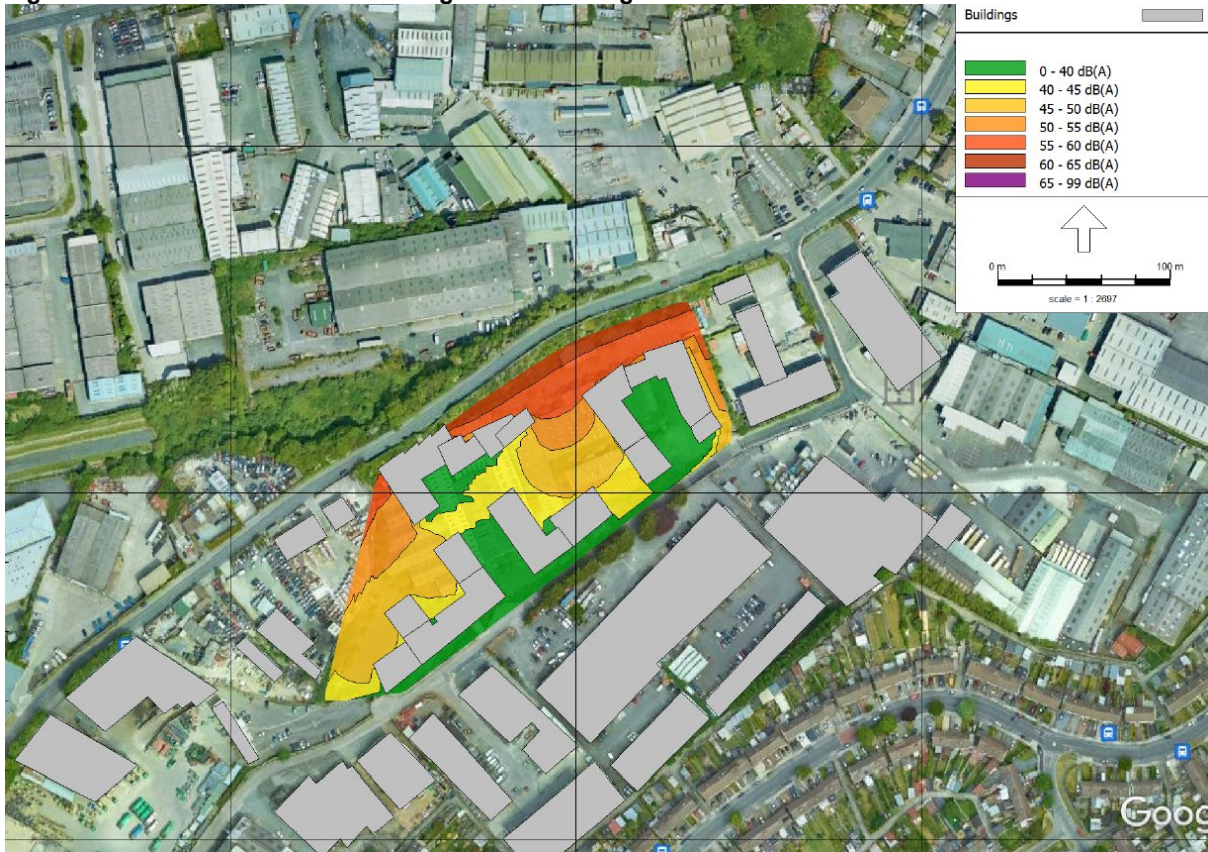 Buildings
0 - 40 dB(A)
40 - 45 dB(A)
45 - 50 dB(A)
50 - 55 dB(A)
55 - 60 dB(A)
60 - 65 dB(A)
65 - 99 dB(A)
0 m 100 m
scale = 1 : 2697
Goog